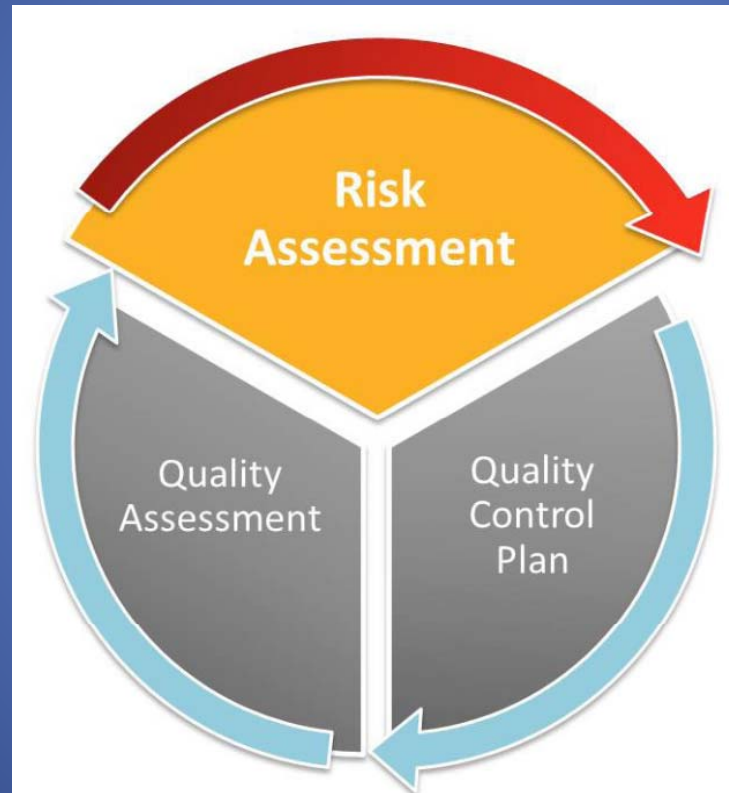 Risk
Assessment
Quality
Assessment
Quality
Control
Plan